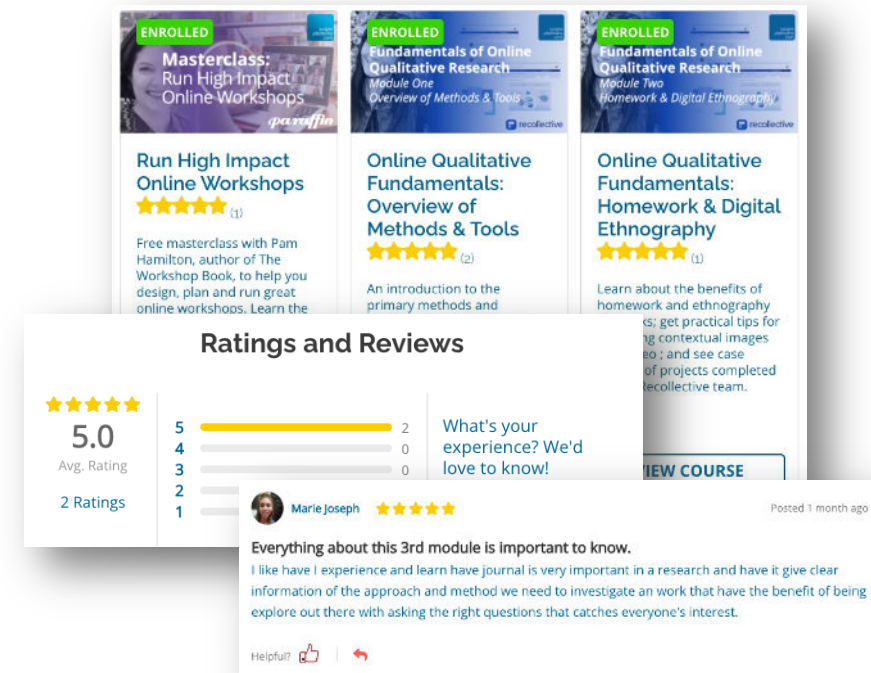 ENROLLED
Masterclass:
Run High Impact
Online Workshops
paraffin
Run High Impact
Online Workshops
(1)
Free masterclass with Pam
Hamilton, author of The
Workshop Book, to help you
design, plan and run great
online workshops. Learn the
ENROLLED
Fundamentals of Online
Qualitative Research
Module One
Overview of Methods & Tools
recollective
Online Qualitative
Fundamentals:
Overview of
Methods & Tools
(2)
An introduction to the
primary methods and
ENROLLED
Fundamentals of Online
Qualitative Research
Module Two
Homework & Digital Ethnography
recollective
Online Qualitative
Fundamentals:
Homework & Digital
Ethnography
(1)
Learn about the benefits of
homework and ethnography
ks; get practical tips for
ng contextual images
eo ; and see case
of projects completed
Recollective team.
IEW COURSE
Ratings and Reviews
5.0
Avg. Rating
2 Ratings
5 2
4 0
3 0
2
1
What's your
experience? We'd
love to know!
Marie Joseph
Posted 1 month ago
Everything about this 3rd module is important to know.
I like have I experience and learn have journal is very important in a research and have it give clear
information of the approach and method we need to investigate an work that have the benefit of being
explore out there with asking the right questions that catches everyone's interest.
Helpful?